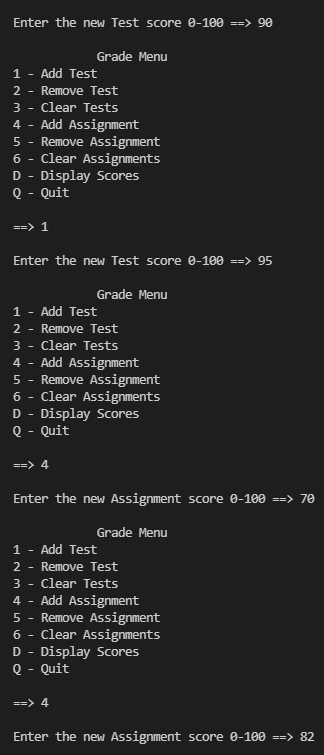 Enter the new Test score 0-100 ==> 90
Grade Menu
1 - Add Test
2 - Remove Test
3 - Clear Tests
4 - Add Assignment
5 - Remove Assignment
6 - Clear Assignments
D - Display Scores
Q - Quit
==> 1
Enter the new Test score 0-100 ==> 95
Grade Menu
1 - Add Test
2 - Remove Test
3 - Clear Tests
4 - Add Assignment
5 - Remove Assignment
6 - Clear Assignments
D - Display Scores
Q - Quit
==> 4
Enter the new Assignment score 0-100 ==> 70
Grade Menu
1 - Add Test
2 - Remove Test
3 - Clear Tests
4 - Add Assignment
5 - Remove Assignment
6 - Clear Assignments
D - Display Scores
Q - Quit
==> 4
Enter the new Assignment score 0-100 ==> 82